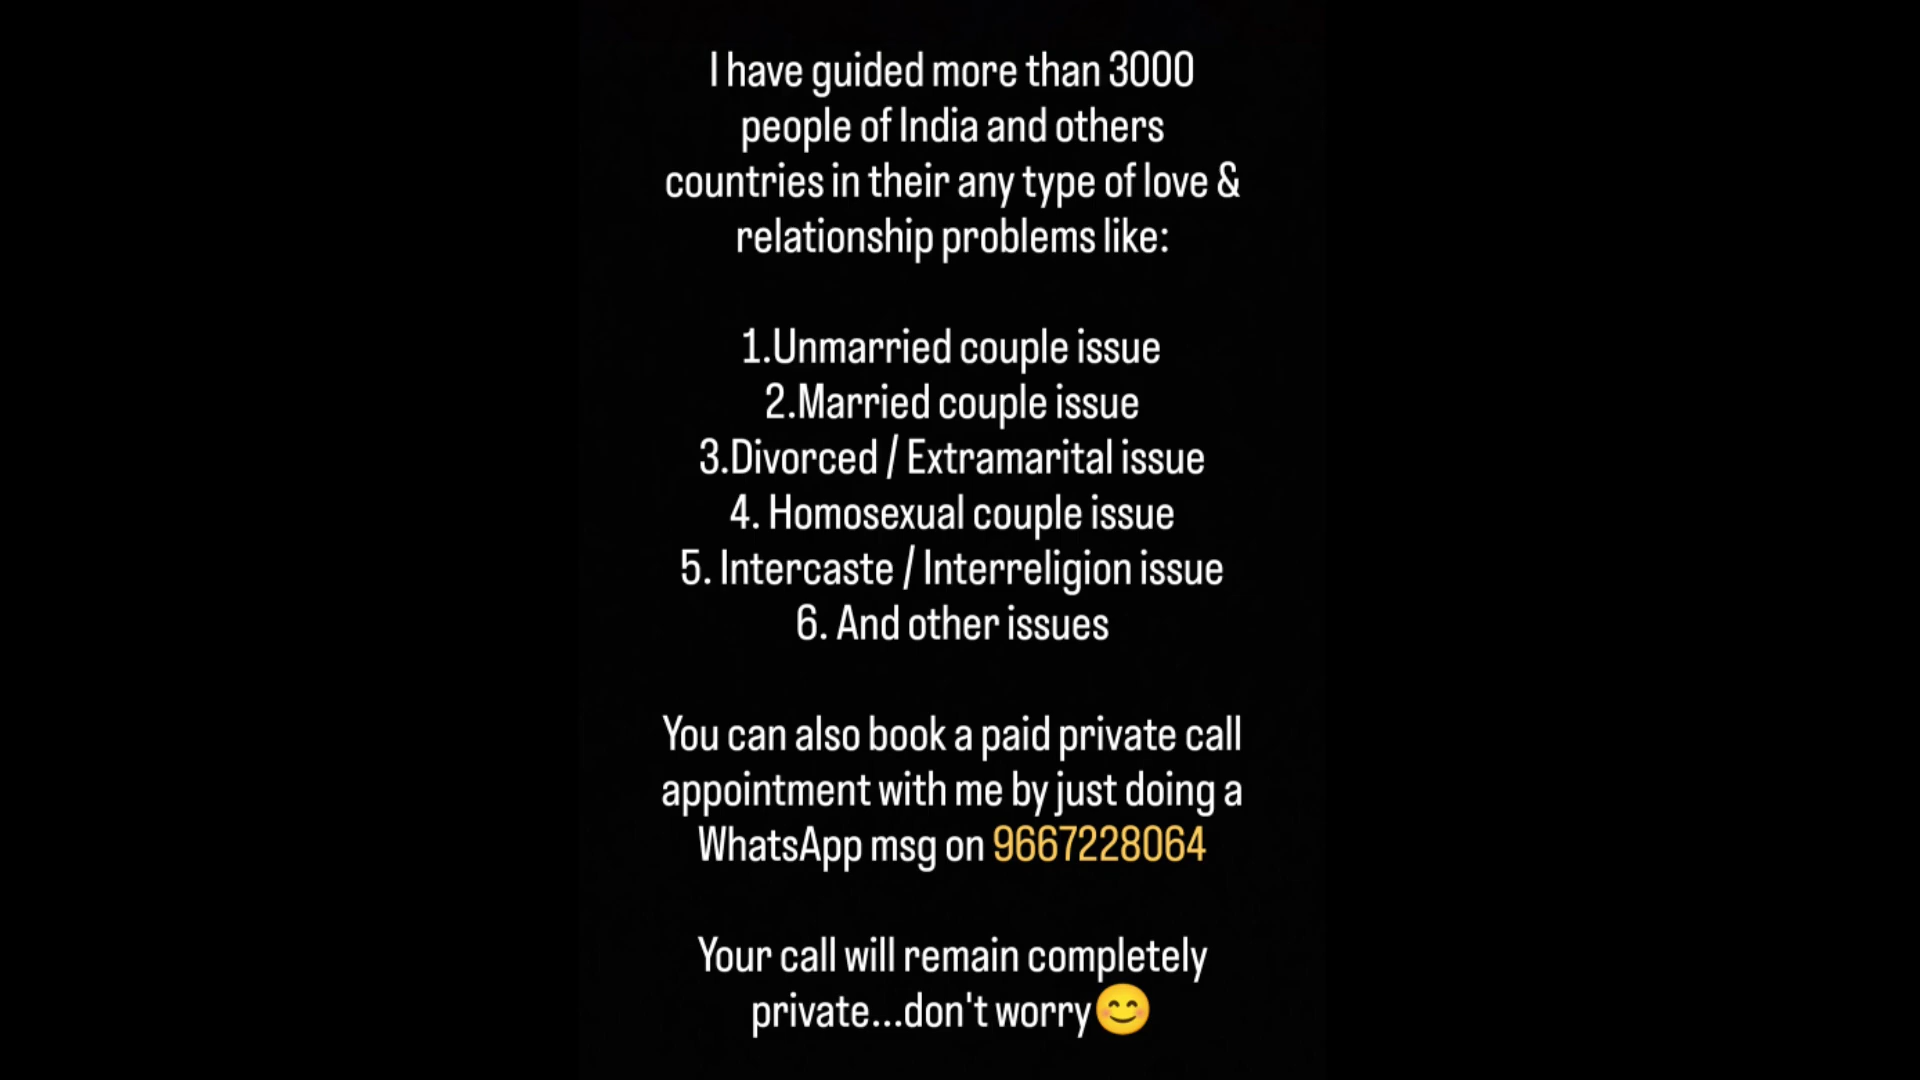 I have guided more than 3000
people of India and others
countries in their any type of love &
relationship problems like:
1.Unmarried couple issue
2.Married couple issue
3.Divorced / Extramarital issue
4. Homosexual couple issue
5. Intercaste / Interreligion issue
6. And other issues
You can also book a paid private call
appointment with me by just doing a
WhatsApp msg on 9667228064
Your call will remain completely
private...don't worry😊